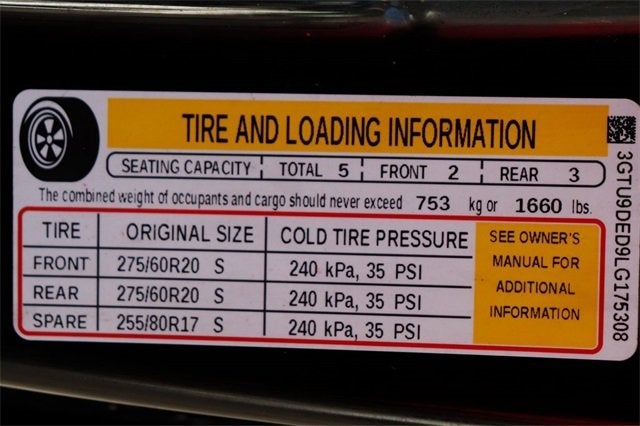 TIRE AND LOADING INFORMATION
SEATING CAPACITY TOTAL 5 FRONT 2 REAR 3
The combined weight of occupants and cargo should never exceed 753 kg or 1660 lbs.
TIRE ORIGINAL SIZE COLD TIRE PRESSURE
FRONT 275/60R20 S 240 kPa, 35 PSI
REAR 275/60R20 S 240 kPa, 35 PSI
SPARE 255/80R17 S 240 kPa, 35 PSI
SEE OWNER'S
MANUAL FOR
ADDITIONAL
INFORMATION
3GTU9DED9LG175308